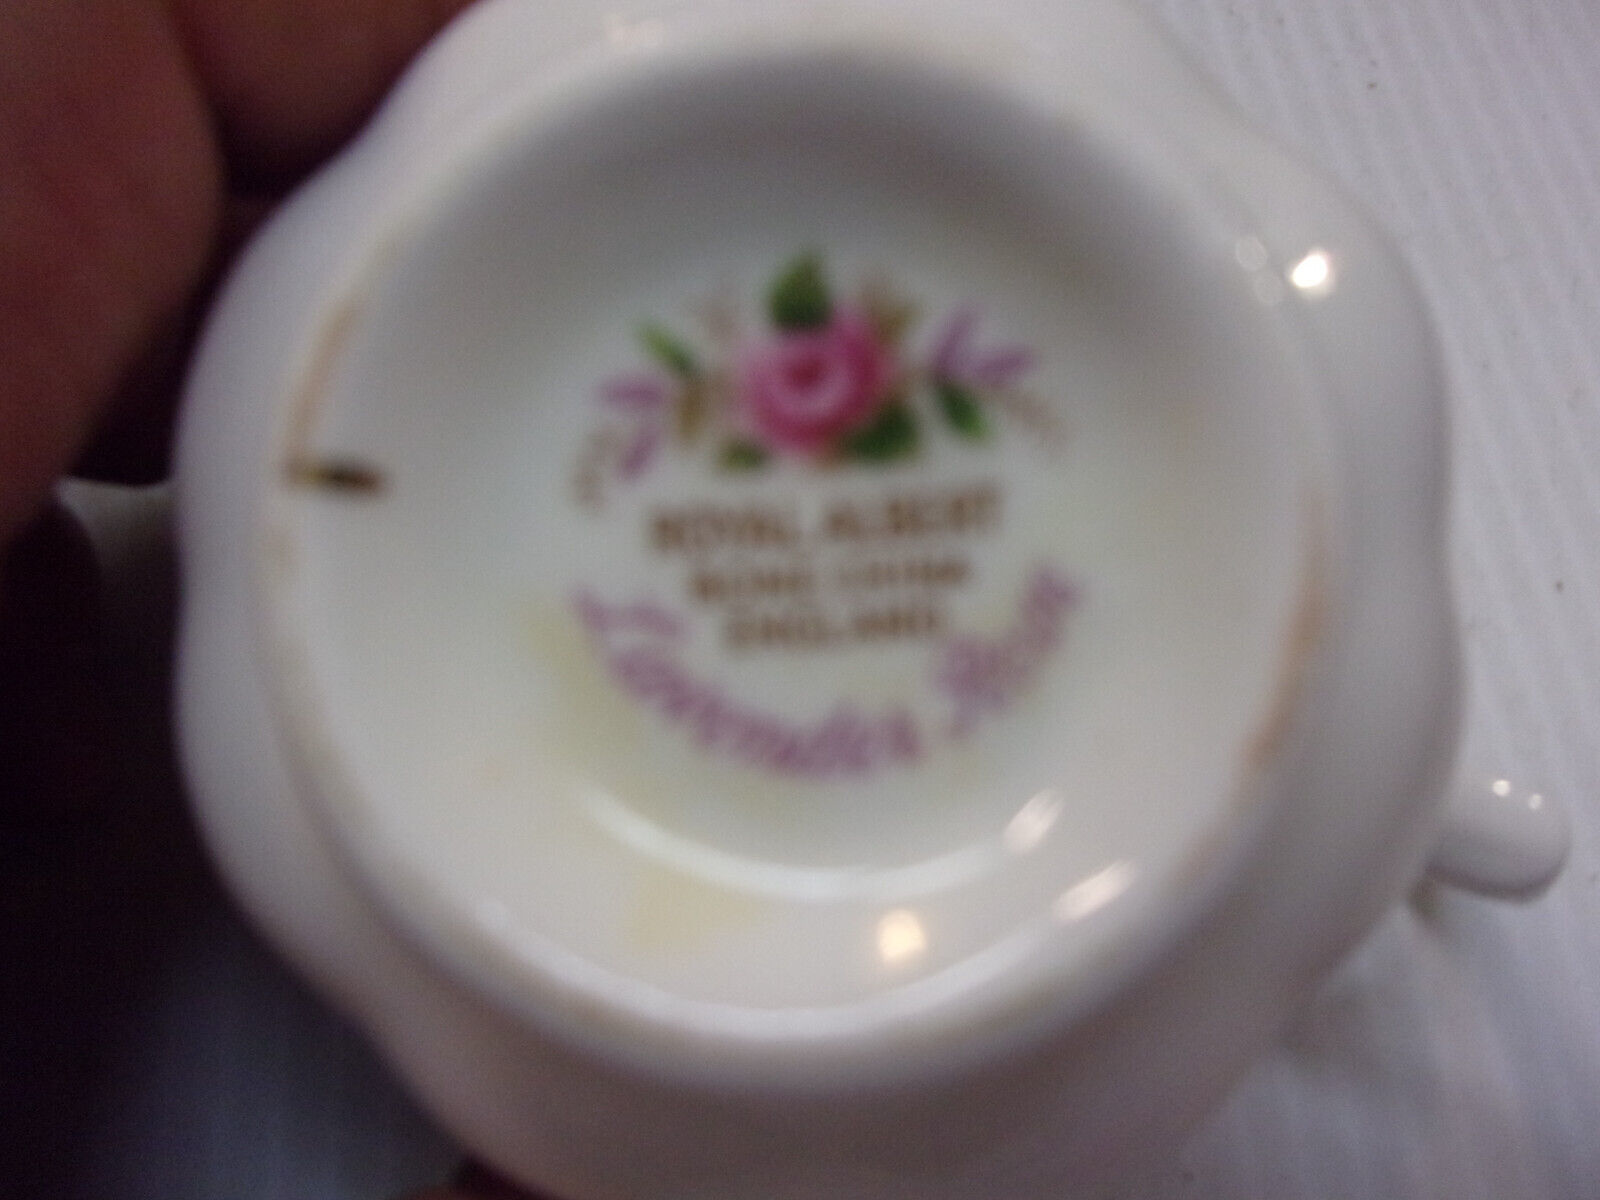 ROYAL ALBERT
BONE CHINA
ENGLAND
Lavender Rose